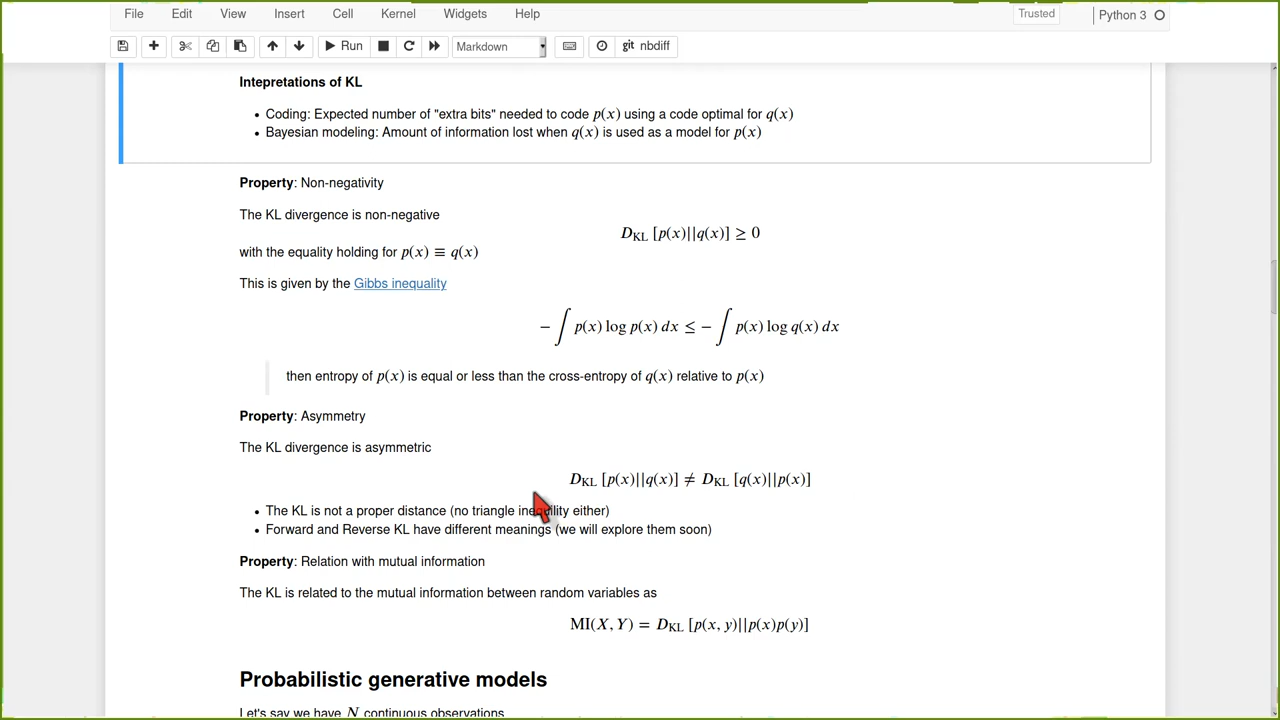 File Edit View Insert Cell Kernel Widgets Help Trusted Python 3
Run Markdown git nbdiff
Intepretations of KL
• Coding: Expected number of "extra bits" needed to code p(x) using a code optimal for q(x)
• Bayesian modeling: Amount of information lost when q(x) is used as a model for p(x)
Property: Non-negativity
The KL divergence is non-negative
D_KL [p(x)||q(x)] ≥ 0
with the equality holding for p(x) ≡ q(x)
This is given by the Gibbs inequality
− ∫ p(x) log p(x) dx ≤ − ∫ p(x) log q(x) dx
then entropy of p(x) is equal or less than the cross-entropy of q(x) relative to p(x)
Property: Asymmetry
The KL divergence is asymmetric
D_KL [p(x)||q(x)] ≠ D_KL [q(x)||p(x)]
• The KL is not a proper distance (no triangle inequility either)
• Forward and Reverse KL have different meanings (we will explore them soon)
Property: Relation with mutual information
The KL is related to the mutual information between random variables as
MI(X, Y) = D_KL [p(x, y)||p(x)p(y)]
Probabilistic generative models
Let's say we have N continuous observations